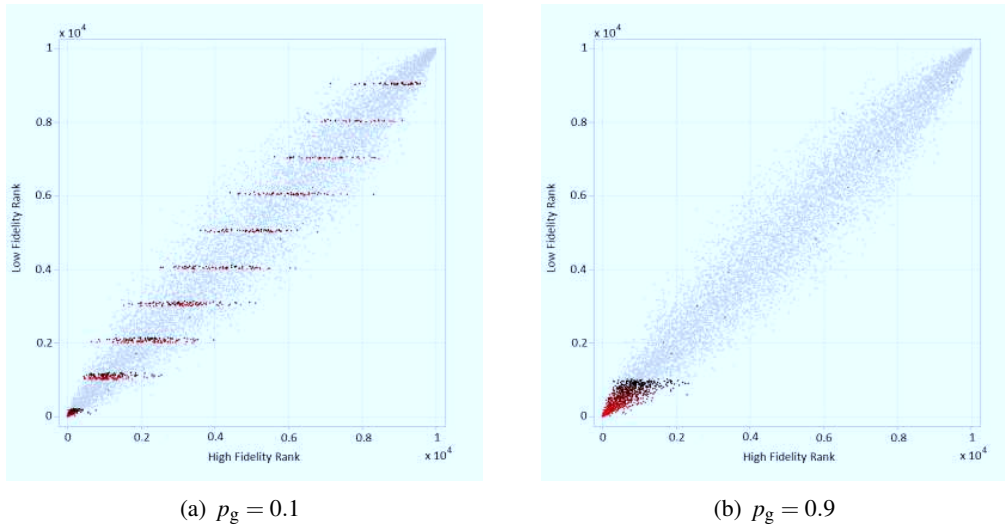 x 10⁴
1
0.8
0.6
0.4
0.2
0
Low Fidelity Rank
0 0.2 0.4 0.6 0.8 1
High Fidelity Rank
x 10⁴
(a) p_g = 0.1
x 10⁴
1
0.8
0.6
0.4
0.2
0
Low Fidelity Rank
0 0.2 0.4 0.6 0.8 1
High Fidelity Rank
x 10⁴
(b) p_g = 0.9